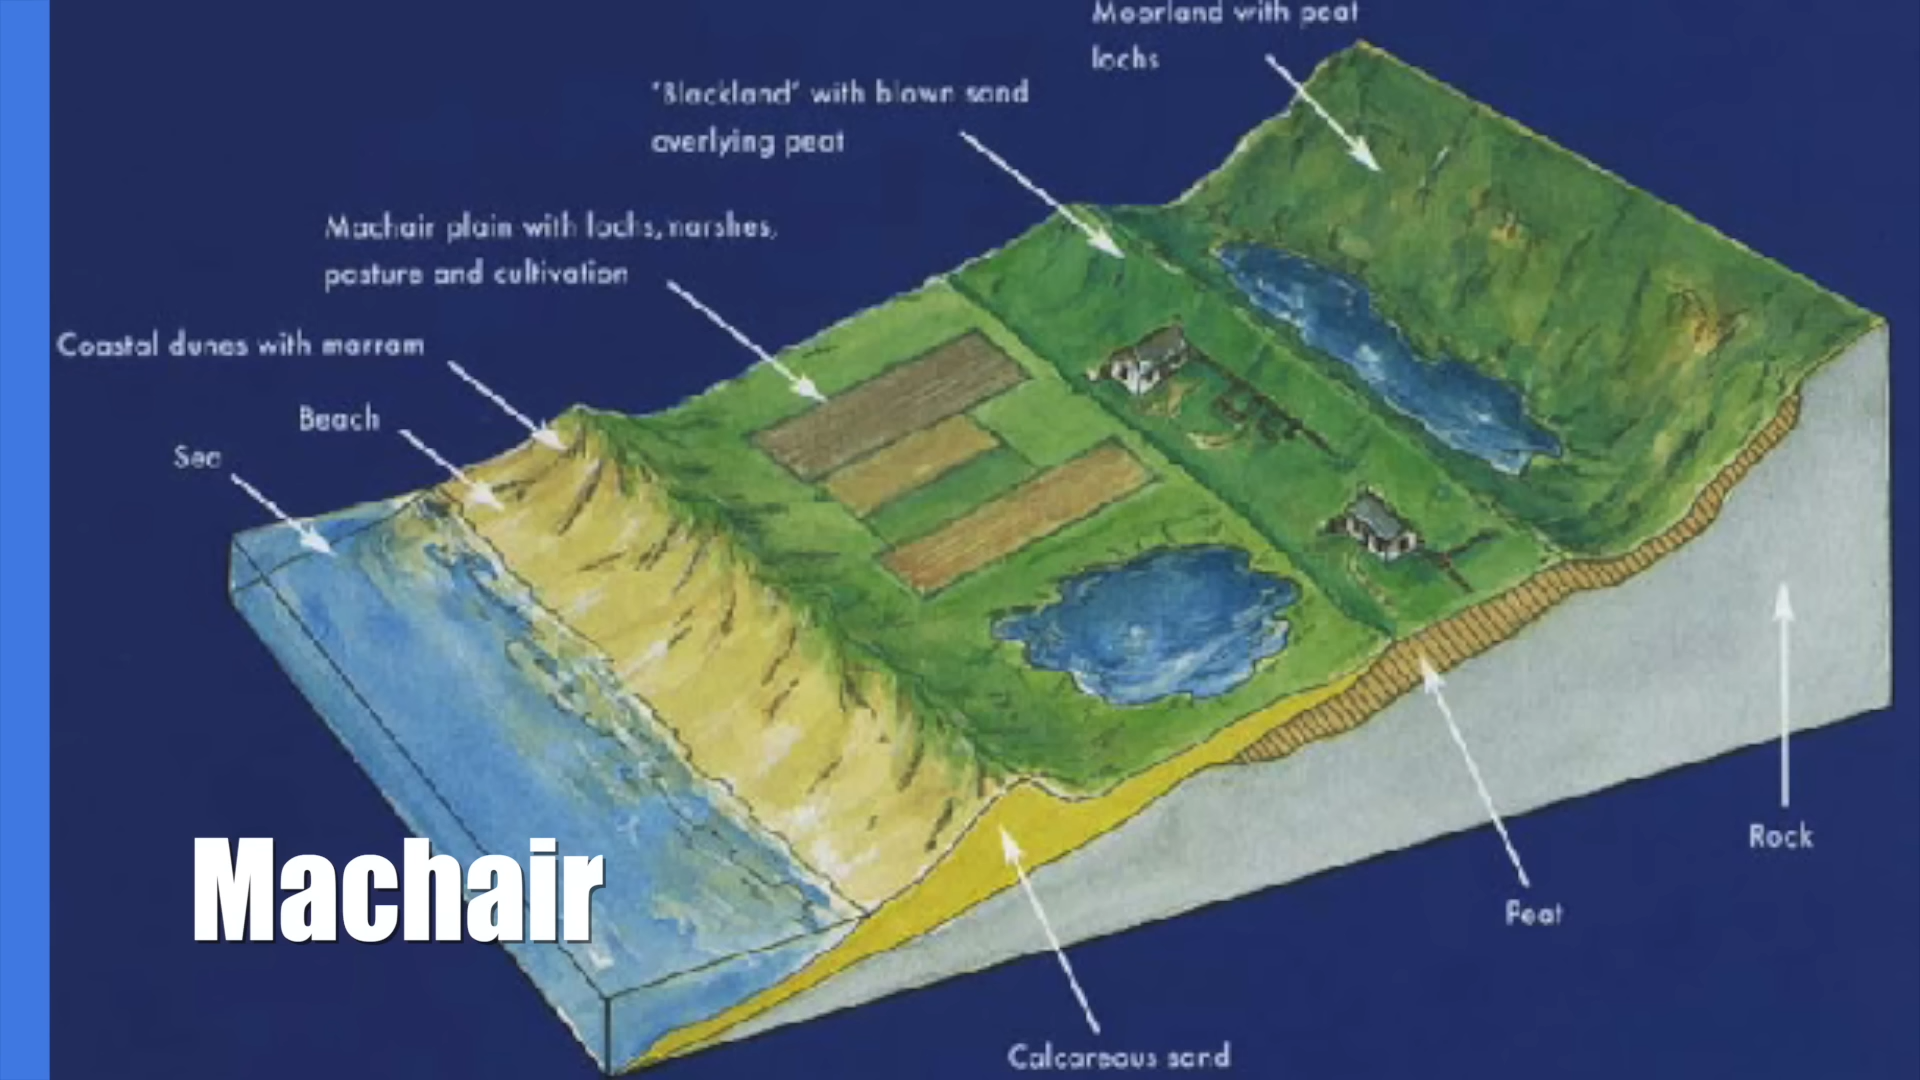 Moorland with peat
lochs
'Blackland' with blown sand
overlying peat
Machair plain with lochs, marshes,
pasture and cultivation
Coastal dunes with marram
Beach
Sea
Machair
Rock
Peat
Calcareous sand